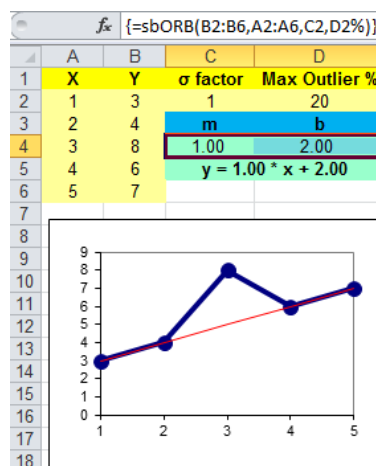 fx {=sbORB(B2:B6,A2:A6,C2,D2%)}
A B C D
1 X Y σ factor Max Outlier %
2 1 3 1 20
3 2 4 m b
4 3 8 1.00 2.00
5 4 6 y = 1.00 * x + 2.00
6 5 7
7
8
9
10
11
12
13
14
15
16
17
18
9
8
7
6
5
4
3
2
1
0
1 2 3 4 5